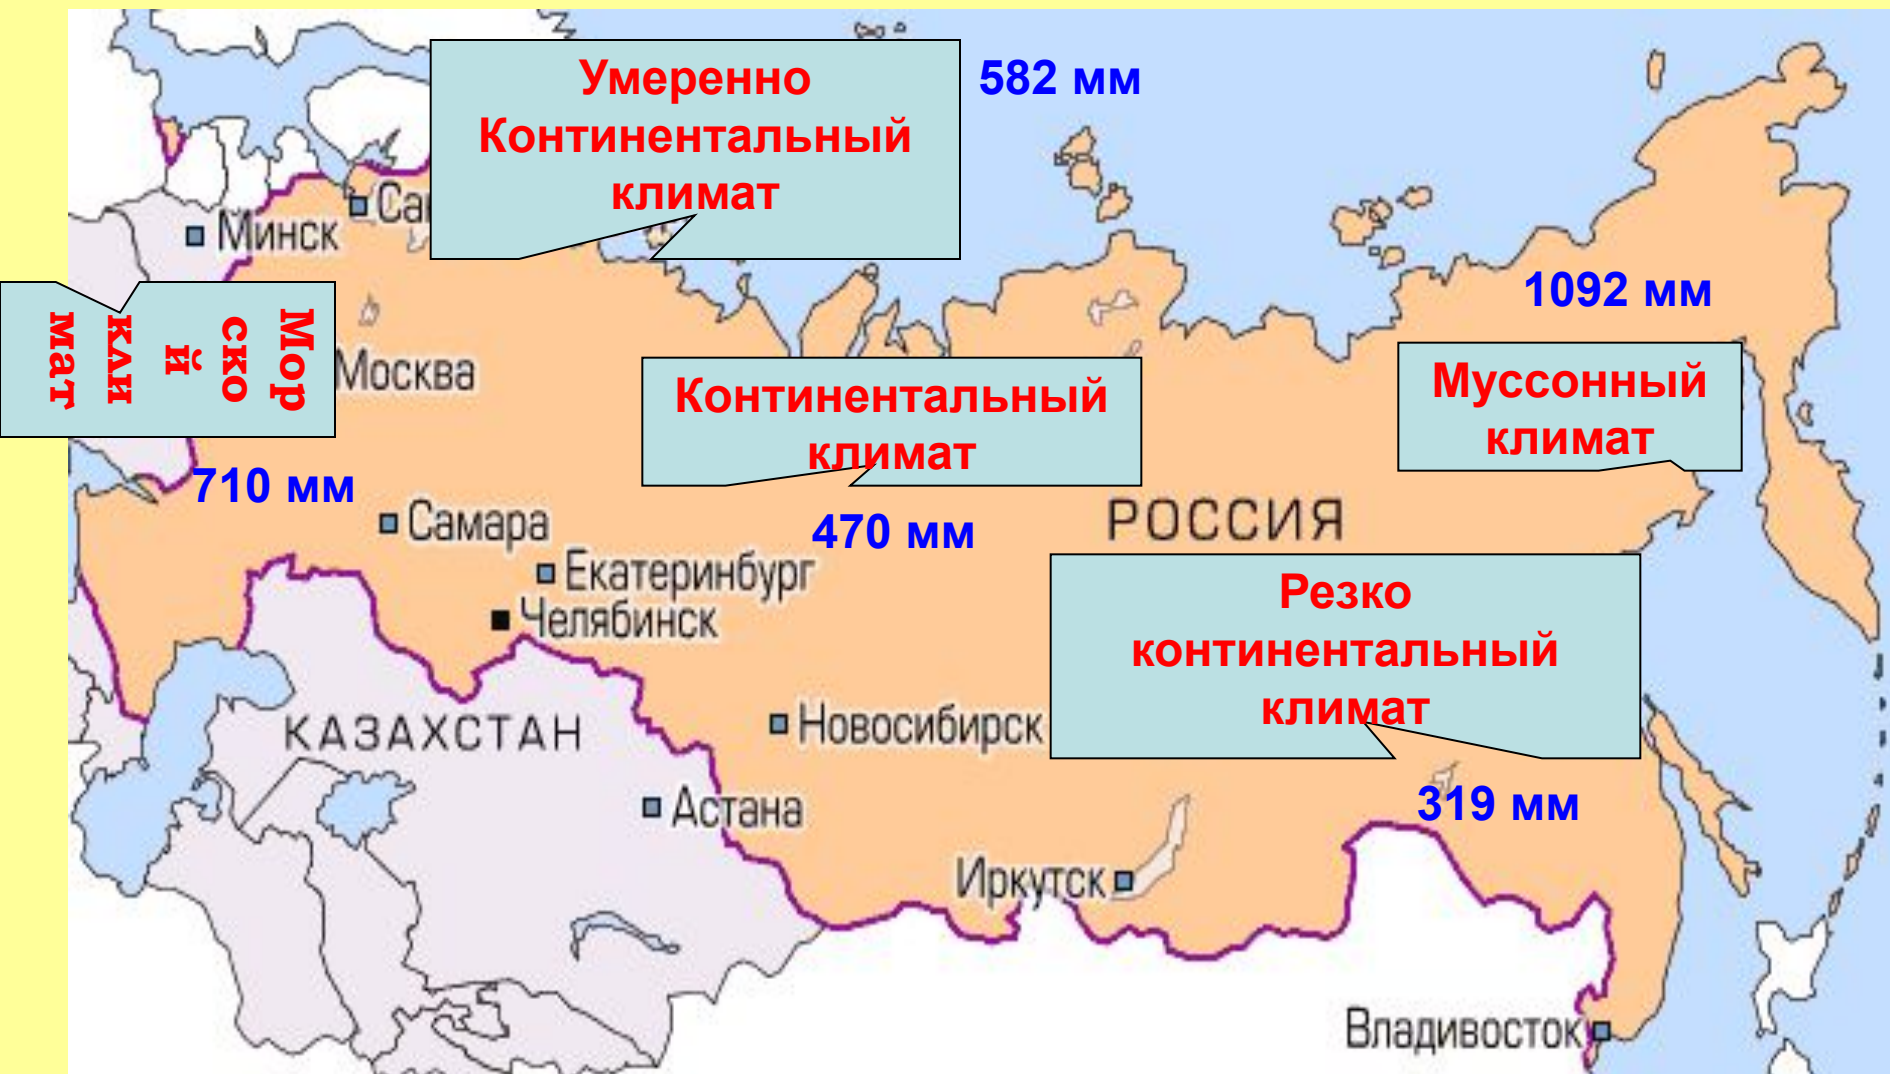 Умеренно
Континентальный
климат
582 мм
Са
Минск
1092 мм
Мор
ско
й
кли
мат
Москва
Континентальный
климат
Муссонный
климат
710 мм
Самара
470 мм
РОССИЯ
Екатеринбург
Челябинск
Резко
континентальный
климат
КАЗАХСТАН
Новосибирск
Астана
319 мм
Иркутск
Владивосток